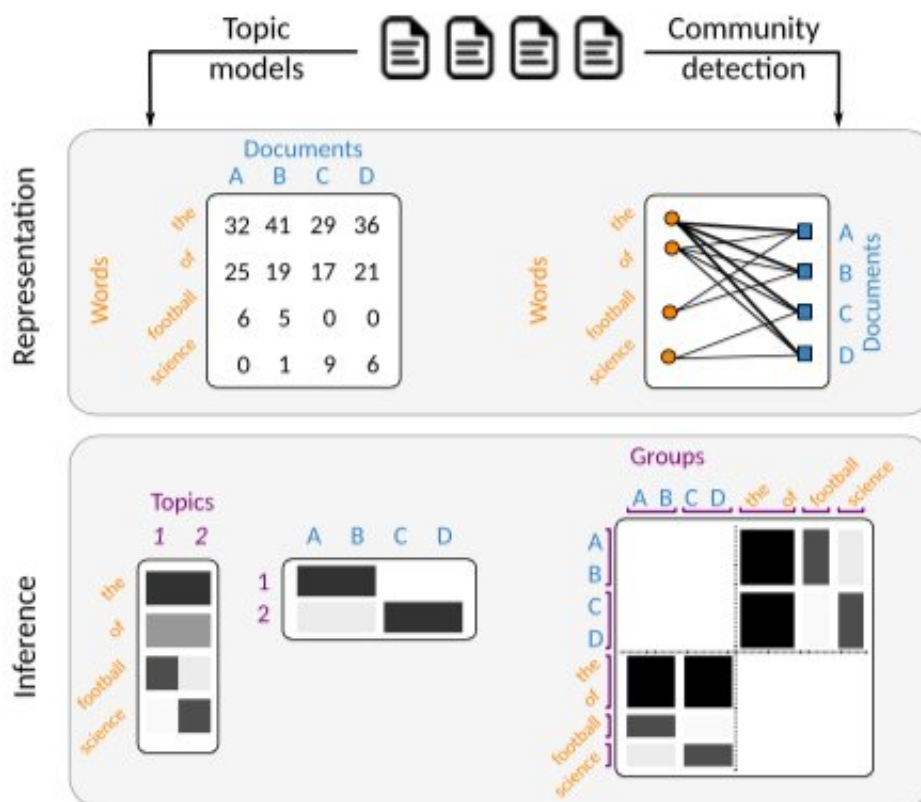 Topic models
Community detection
Representation
Documents
A B C D
Words
the 32 41 29 36
of 25 19 17 21
football 6 5 0 0
science 0 1 9 6
Words
the
of
football
science
A
B
C
D
Documents
Inference
Topics
1 2
the
of
football
science
A B C D
1
2
Groups
A B C D the of football science
A
B
C
D
the
of
football
science